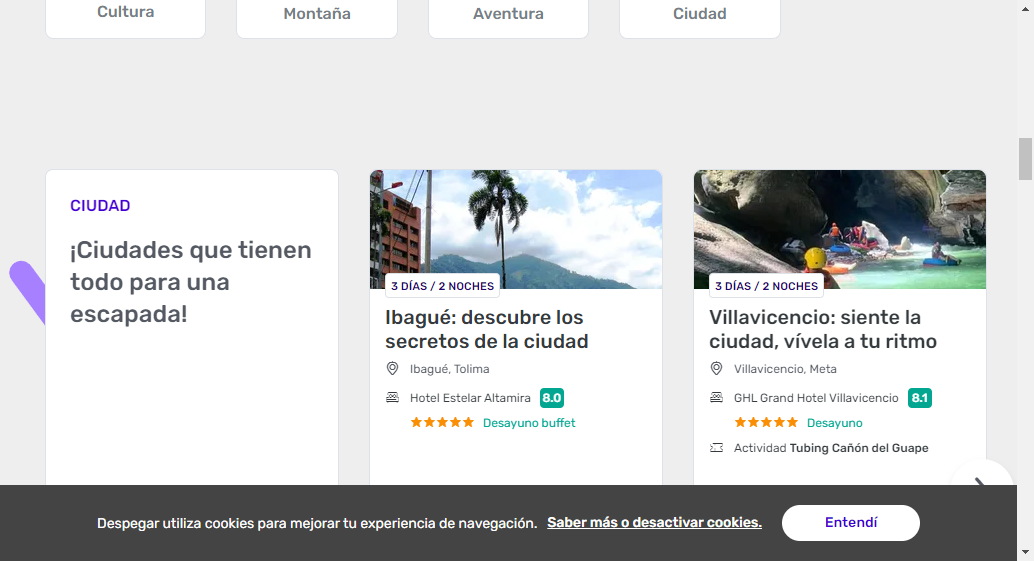 Cultura
Montaña
Aventura
Ciudad
CIUDAD
¡Ciudades que tienen
todo para una
escapada!
3 DÍAS / 2 NOCHES
Ibagué: descubre los
secretos de la ciudad
Ibagué, Tolima
Hotel Estelar Altamira 8.0
Desayuno buffet
3 DÍAS / 2 NOCHES
Villavicencio: siente la
ciudad, vívela a tu ritmo
Villavicencio, Meta
GHL Grand Hotel Villavicencio 8.1
Desayuno
Actividad Tubing Cañón del Guape
Despegar utiliza cookies para mejorar tu experiencia de navegación. Saber más o desactivar cookies. Entendí